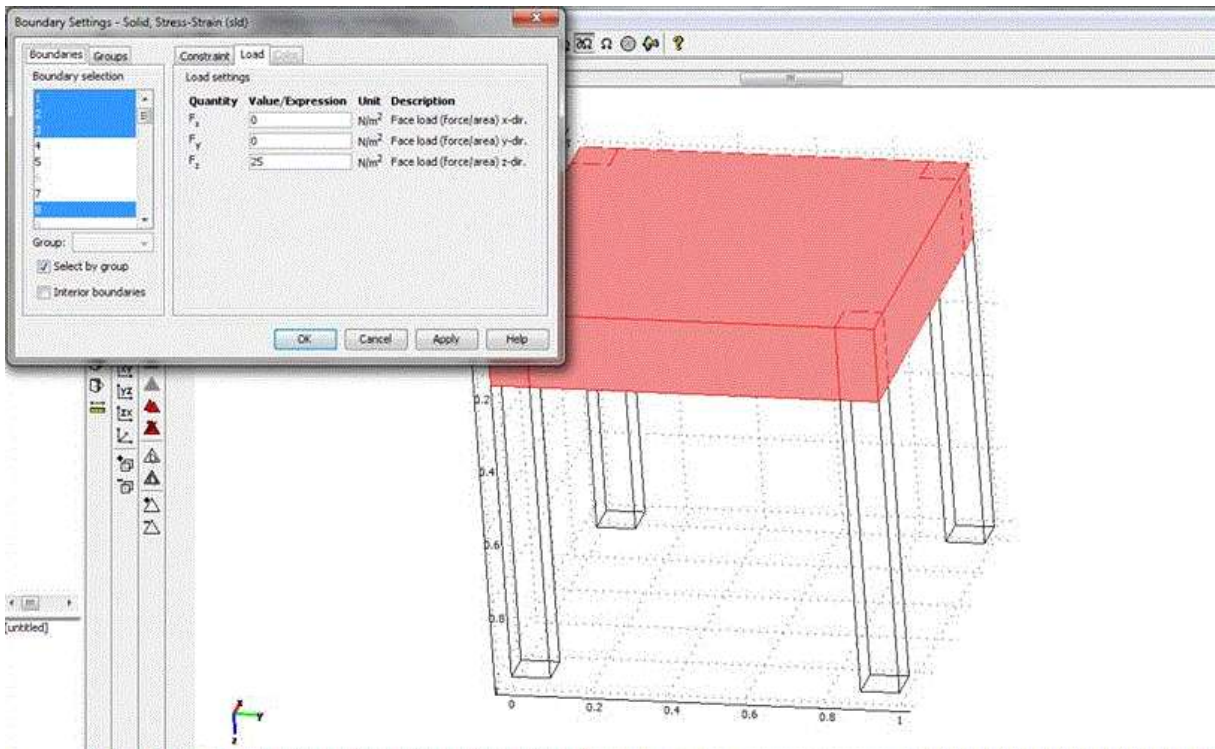 Boundary Settings - Solid, Stress-Strain (sld)
Boundaries Groups
Constraint Load Color
Boundary selection
Load settings
1
2
3
4
5
7
8
Quantity Value/Expression Unit Description
Fx 0 N/m² Face load (force/area) x-dir.
Fy 0 N/m² Face load (force/area) y-dir.
Fz 25 N/m² Face load (force/area) z-dir.
Group:
Select by group
Interior boundaries
OK Cancel Apply Help
∂Ω Ω ?
YZ
ZX
0.2
0.4
0.6
0.8
0 0.2 0.4 0.6 0.8 1
[untitled]
x
y
z